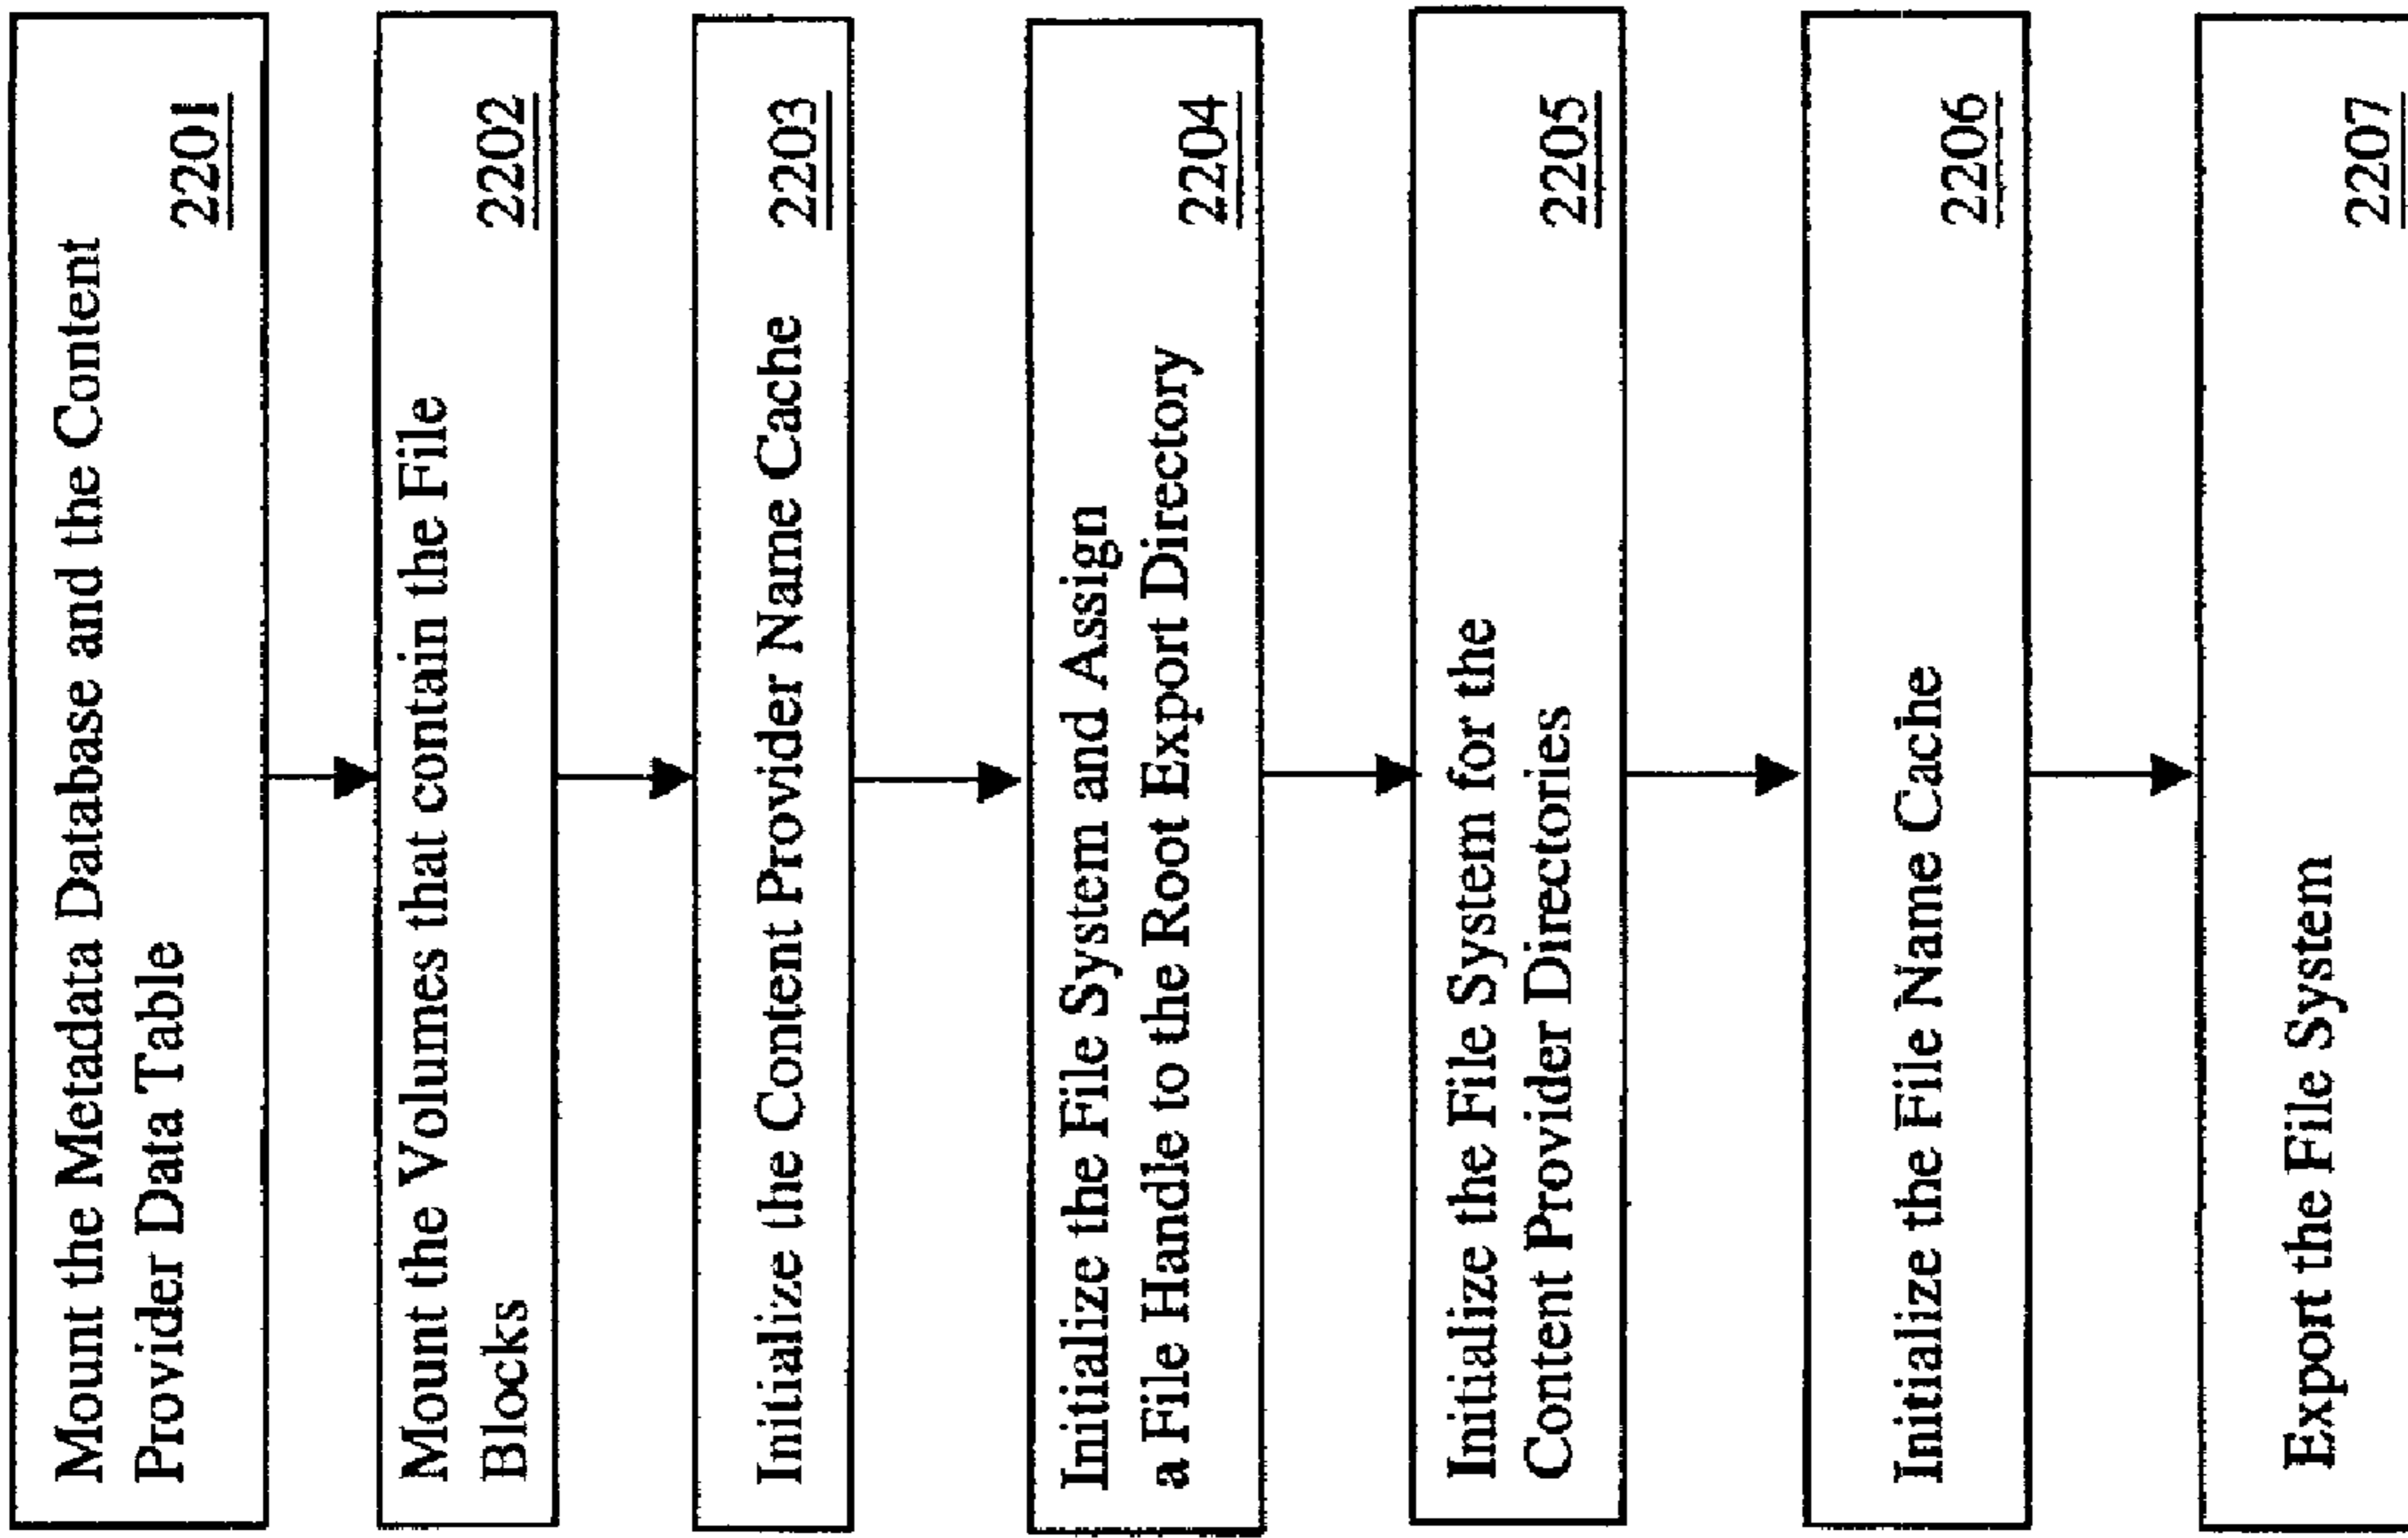 Mount the Metadata Database and the Content
Provider Data Table
2201
Mount the Volumes that contain the File
Blocks
2202
Initialize the Content Provider Name Cache
2203
Initialize the File System and Assign
a File Handle to the Root Export Directory
2204
Initialize the File System for the
Content Provider Directories
2205
Initialize the File Name Cache
2206
Export the File System
2207